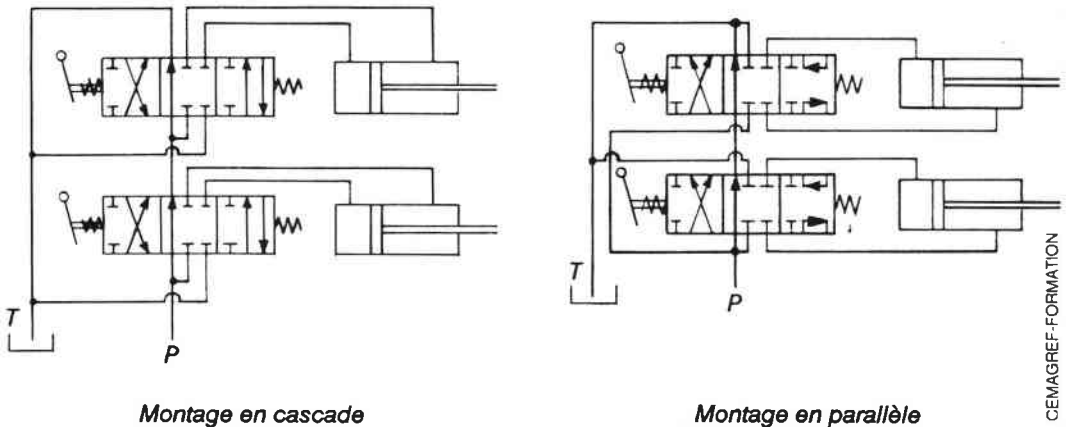 T
P
Montage en cascade
T
P
Montage en parallèle
CEMAGREF-FORMATION